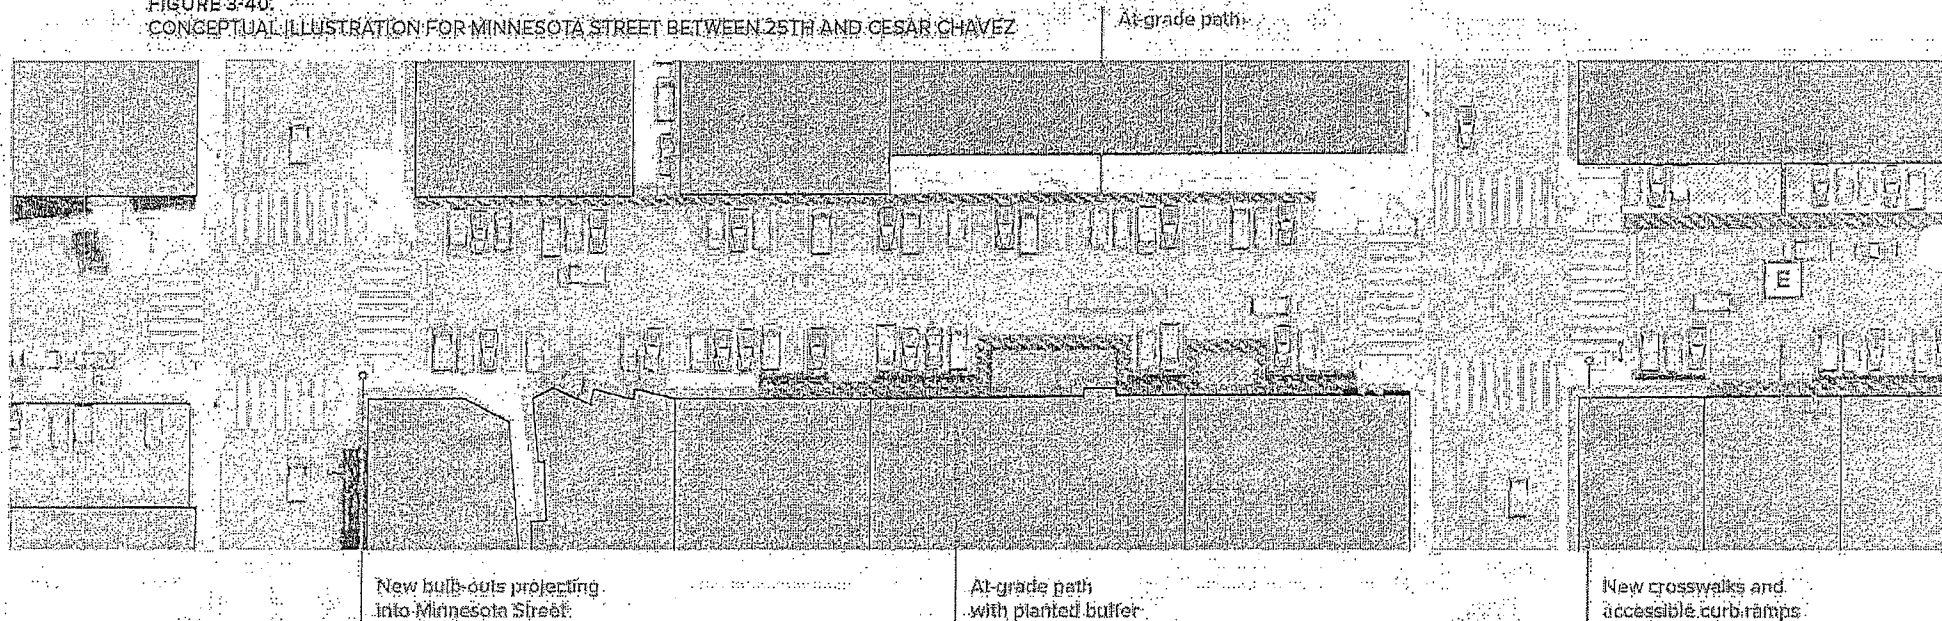 FIGURE 3-40.
CONCEPTUAL ILLUSTRATION FOR MINNESOTA STREET BETWEEN 25TH AND CESAR CHAVEZ
At-grade path
E
New bulb-outs projecting
into Minnesota Street
At-grade path
with planted buffer
New crosswalks and
accessible curb ramps